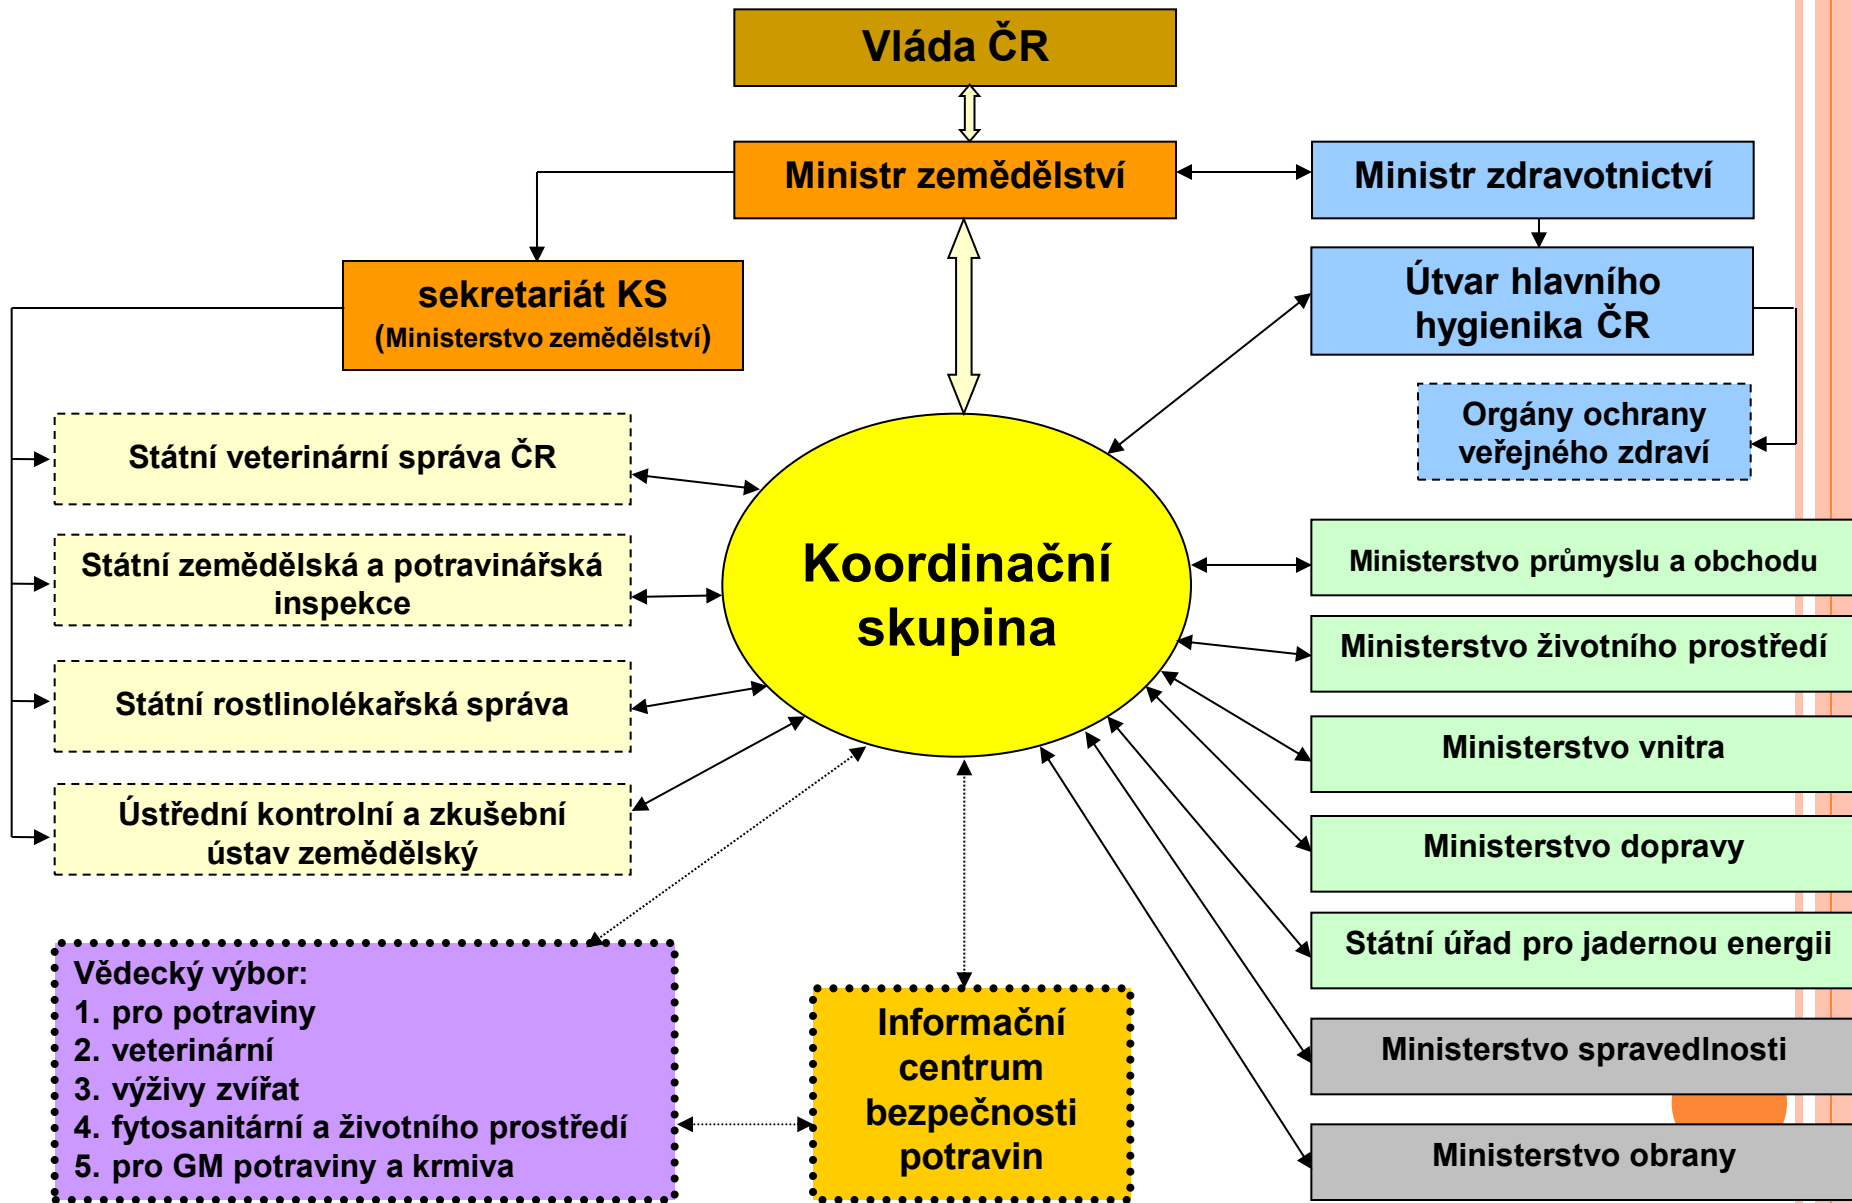 Vláda ČR
Ministr zemědělství
Ministr zdravotnictví
sekretariát KS
(Ministerstvo zemědělství)
Útvar hlavního
hygienika ČR
Orgány ochrany
veřejného zdraví
Státní veterinární správa ČR
Státní zemědělská a potravinářská
inspekce
Státní rostlinolékařská správa
Ústřední kontrolní a zkušební
ústav zemědělský
Koordinační
skupina
Ministerstvo průmyslu a obchodu
Ministerstvo životního prostředí
Ministerstvo vnitra
Ministerstvo dopravy
Státní úřad pro jadernou energii
Ministerstvo spravedlnosti
Ministerstvo obrany
Vědecký výbor:
1. pro potraviny
2. veterinární
3. výživy zvířat
4. fytosanitární a životního prostředí
5. pro GM potraviny a krmiva
Informační
centrum
bezpečnosti
potravin